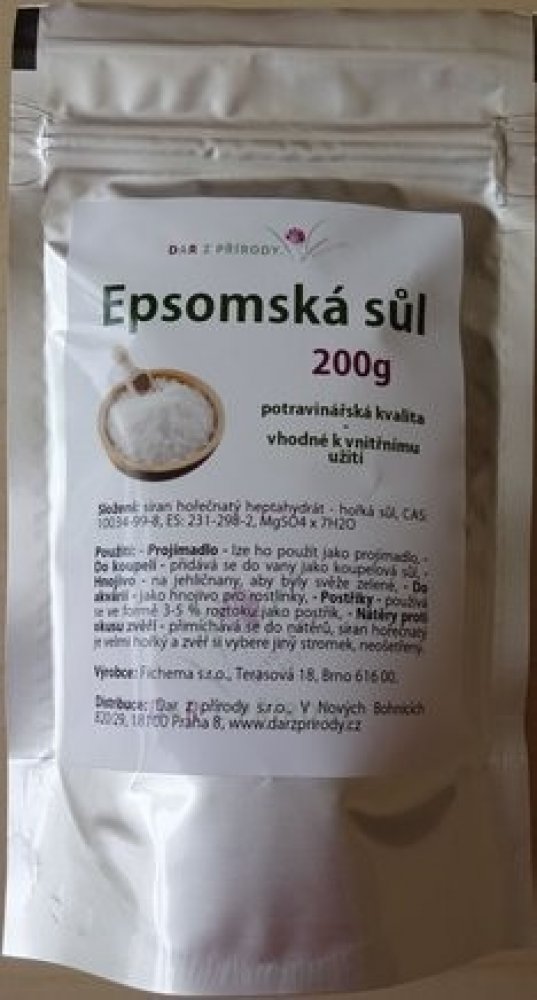 DAR Z PŘÍRODY
Epsomská sůl
200g
potravinářská kvalita
-
vhodné k vnitřnímu
užití
Složení: síran hořečnatý heptahydrát - hořká sůl, CAS:
10034-99-8, ES: 231-298-2, MgSO4 x 7H2O
Použití: - Projímadlo - lze ho použít jako projímadlo, -
Do koupelí - přidává se do vany jako koupelová sůl, -
Hnojivo - na jehličnany, aby byly svěže zelené, - Do
akvárií - jako hnojivo pro rostlinky, - Postřiky - používá
se ve formě 3-5 % roztoku jako postřik, - Nátěry proti
okusu zvěří - přimíchává se do nátěrů, síran hořečnatý
je velmi hořký a zvěř si vybere jiný stromek, neošetřený.
Výrobce: Fichema s.r.o., Terasová 18, Brno 616 00.
Distribuce: Dar z přírody s.r.o., V Nových Bohnicích
820/29, 18100 Praha 8, www.darzprirody.cz